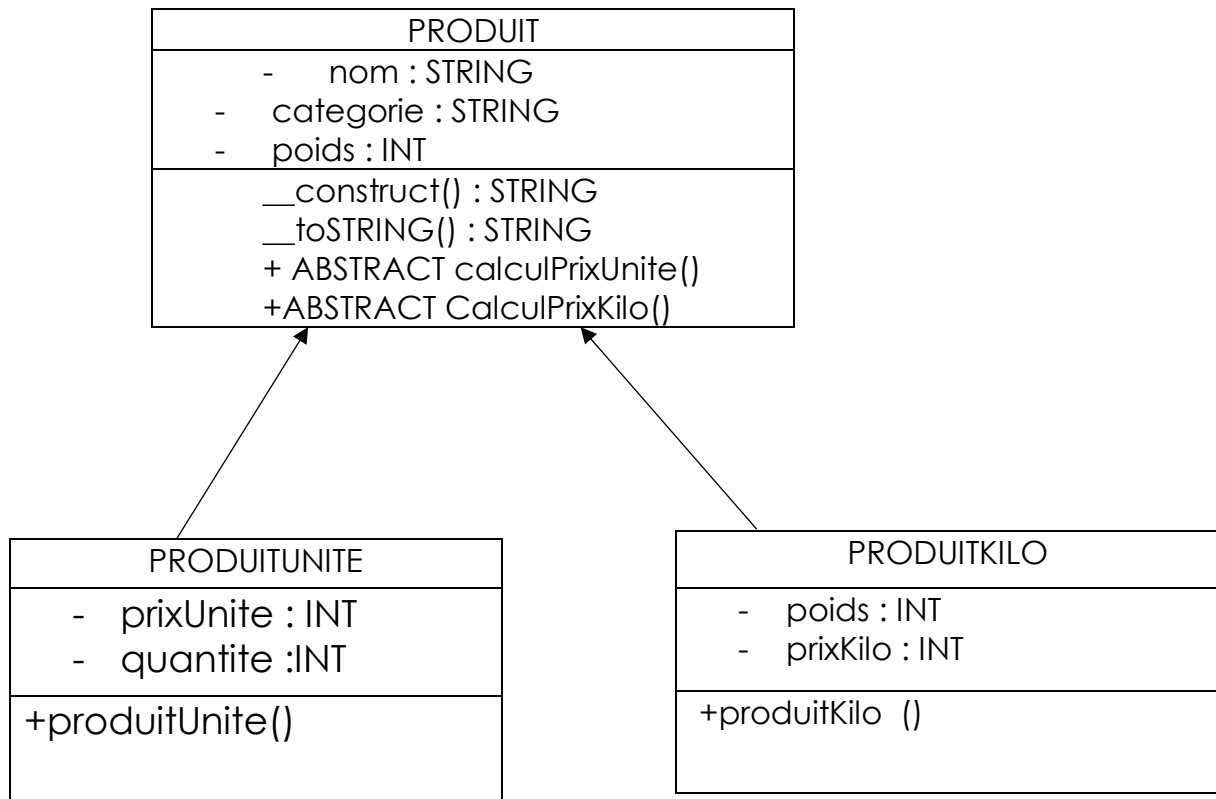 PRODUIT
- nom : STRING
- categorie : STRING
- poids : INT
__construct() : STRING
__toSTRING() : STRING
+ ABSTRACT calculPrixUnite()
+ABSTRACT CalculPrixKilo()
PRODUITUNITE
- prixUnite : INT
- quantite :INT
+produitUnite()
PRODUITKILO
- poids : INT
- prixKilo : INT
+produitKilo ()